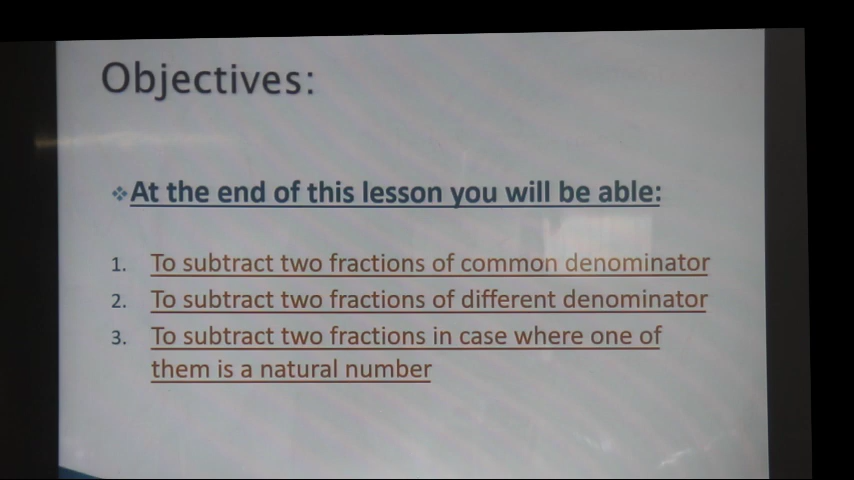 Objectives:
❖At the end of this lesson you will be able:
1. To subtract two fractions of common denominator
2. To subtract two fractions of different denominator
3. To subtract two fractions in case where one of
them is a natural number